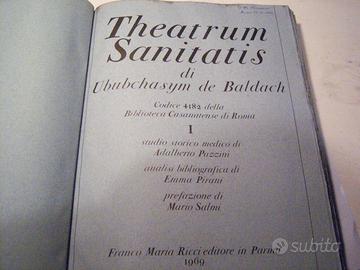 Theatrum
Sanitatis
di
Ububchasym de Baldach
Codice 4182 della
Biblioteca Casanatense di Roma
1
studio storico medico di
Adalberto Pazzini
analisi bibliografica di
Emma Pirani
prefazione di
Mario Salmi
Franco Maria Ricci editore in Parma
1969
subito